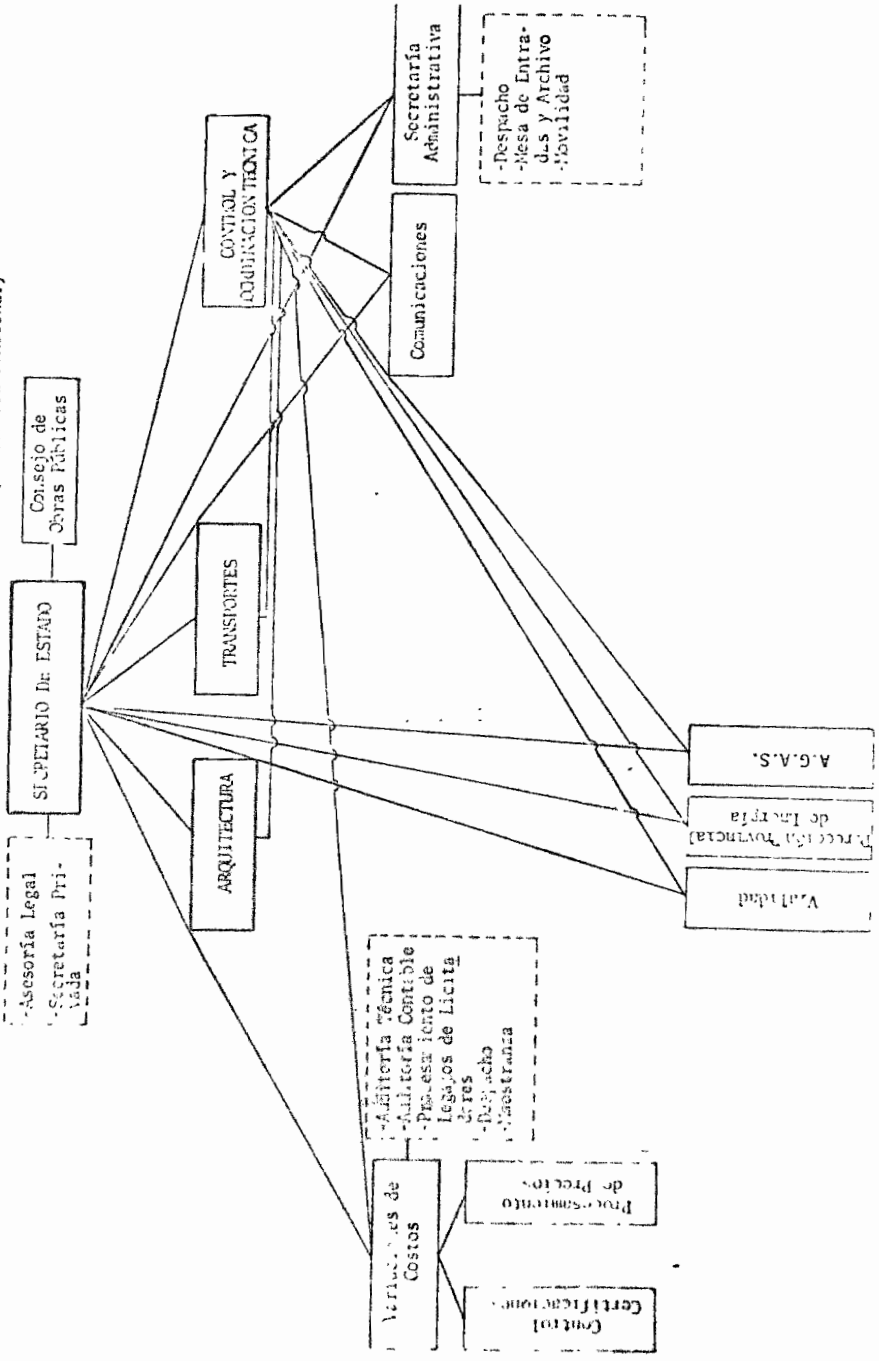 -Asesoría Legal
-Secretaría Pri-
vada
SECRETARIO DE ESTADO
Consejo de
Obras Públicas
ARQUITECTURA
TRANSPORTES
CONTROL Y
COORDINACION TECNICA
Variaciones de
Costos
-Auditoría Técnica
-Auditoría Contable
-Procesamiento de
Legajos de Licita
dores
-Despacho
-Maestranza
Comunicaciones
Secretaría
Administrativa
-Despacho
-Mesa de Entra-
das y Archivo
-Movilidad
Control
Certificaciones
Procesamiento
de Precios
Vialidad
Dirección Provincial
de Energía
A.G.A.S.